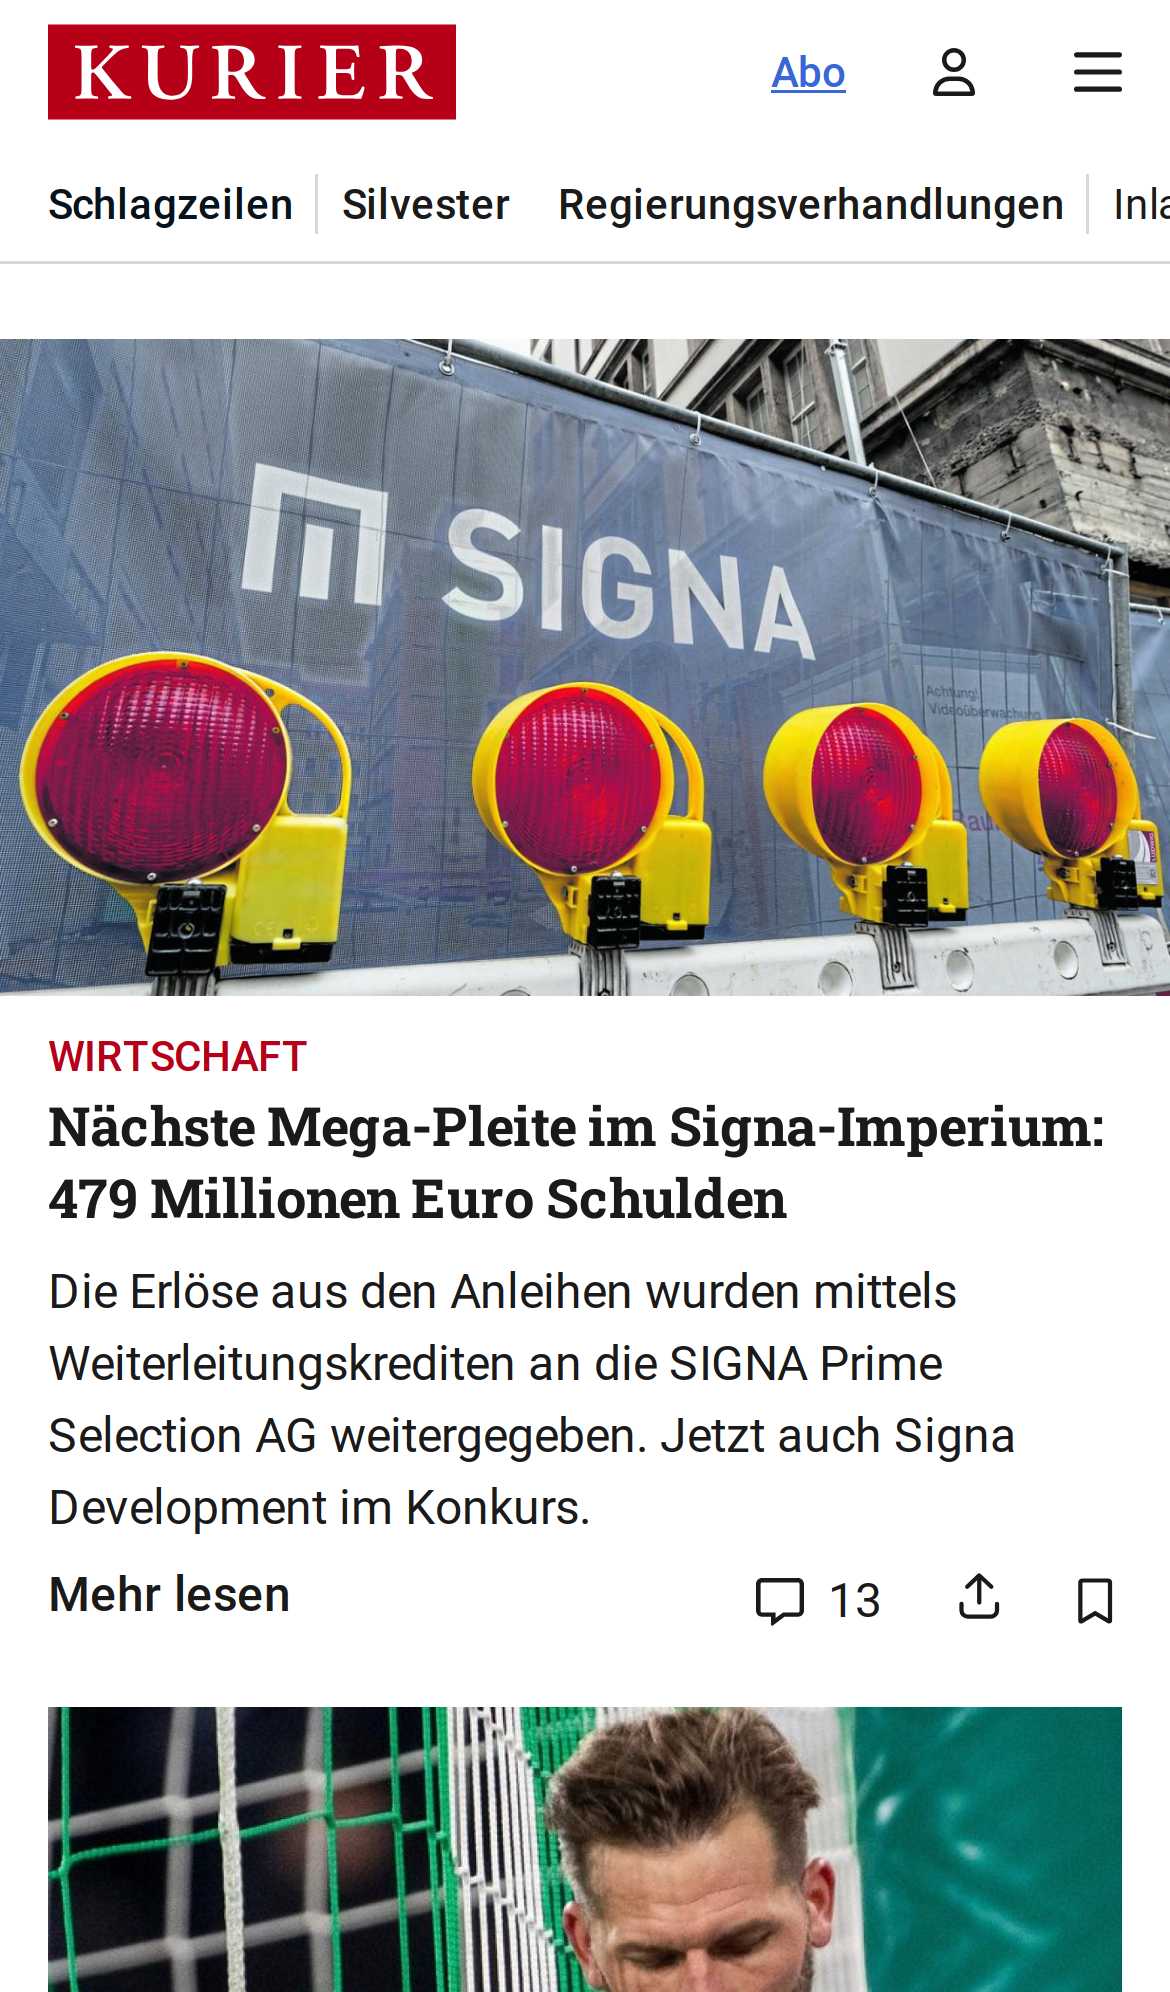 KURIER
Abo
Schlagzeilen
Silvester
Regierungsverhandlungen
Inla
SIGNA
Achtung!
Videoüberwachung
Bau
WIRTSCHAFT
Nächste Mega-Pleite im Signa-Imperium:
479 Millionen Euro Schulden
Die Erlöse aus den Anleihen wurden mittels
Weiterleitungskrediten an die SIGNA Prime
Selection AG weitergegeben. Jetzt auch Signa
Development im Konkurs.
Mehr lesen
13